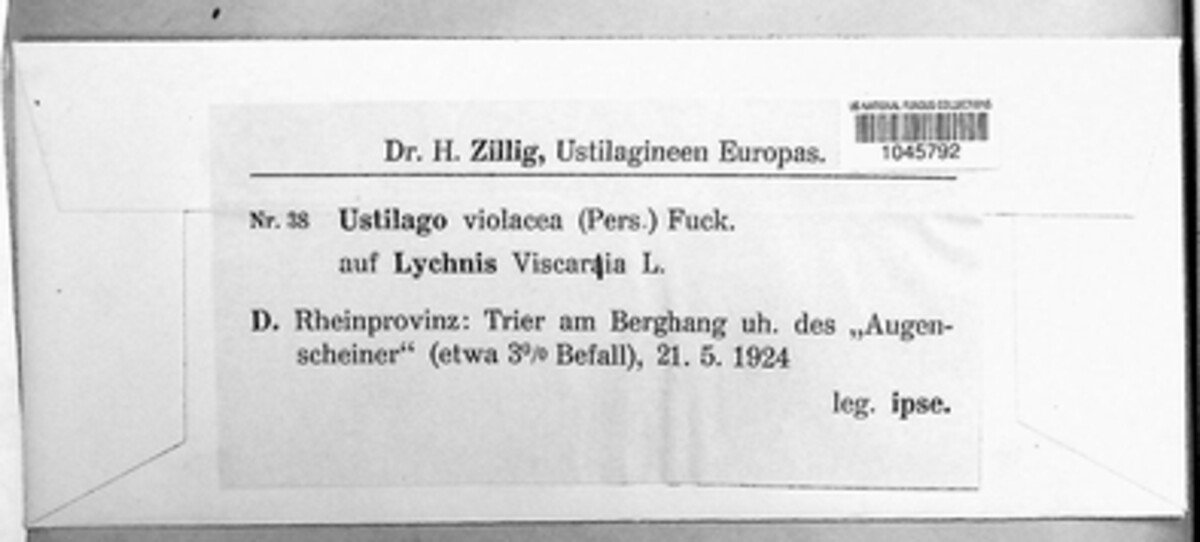 US NATIONAL FUNGUS COLLECTIONS
1045792
Dr. H. Zillig, Ustilagineen Europas.
Nr. 38 Ustilago violacea (Pers.) Fuck.
auf Lychnis Viscaria L.
D. Rheinprovinz: Trier am Berghang uh. des „Augen-
scheiner“ (etwa 3% Befall), 21. 5. 1924
leg. ipse.